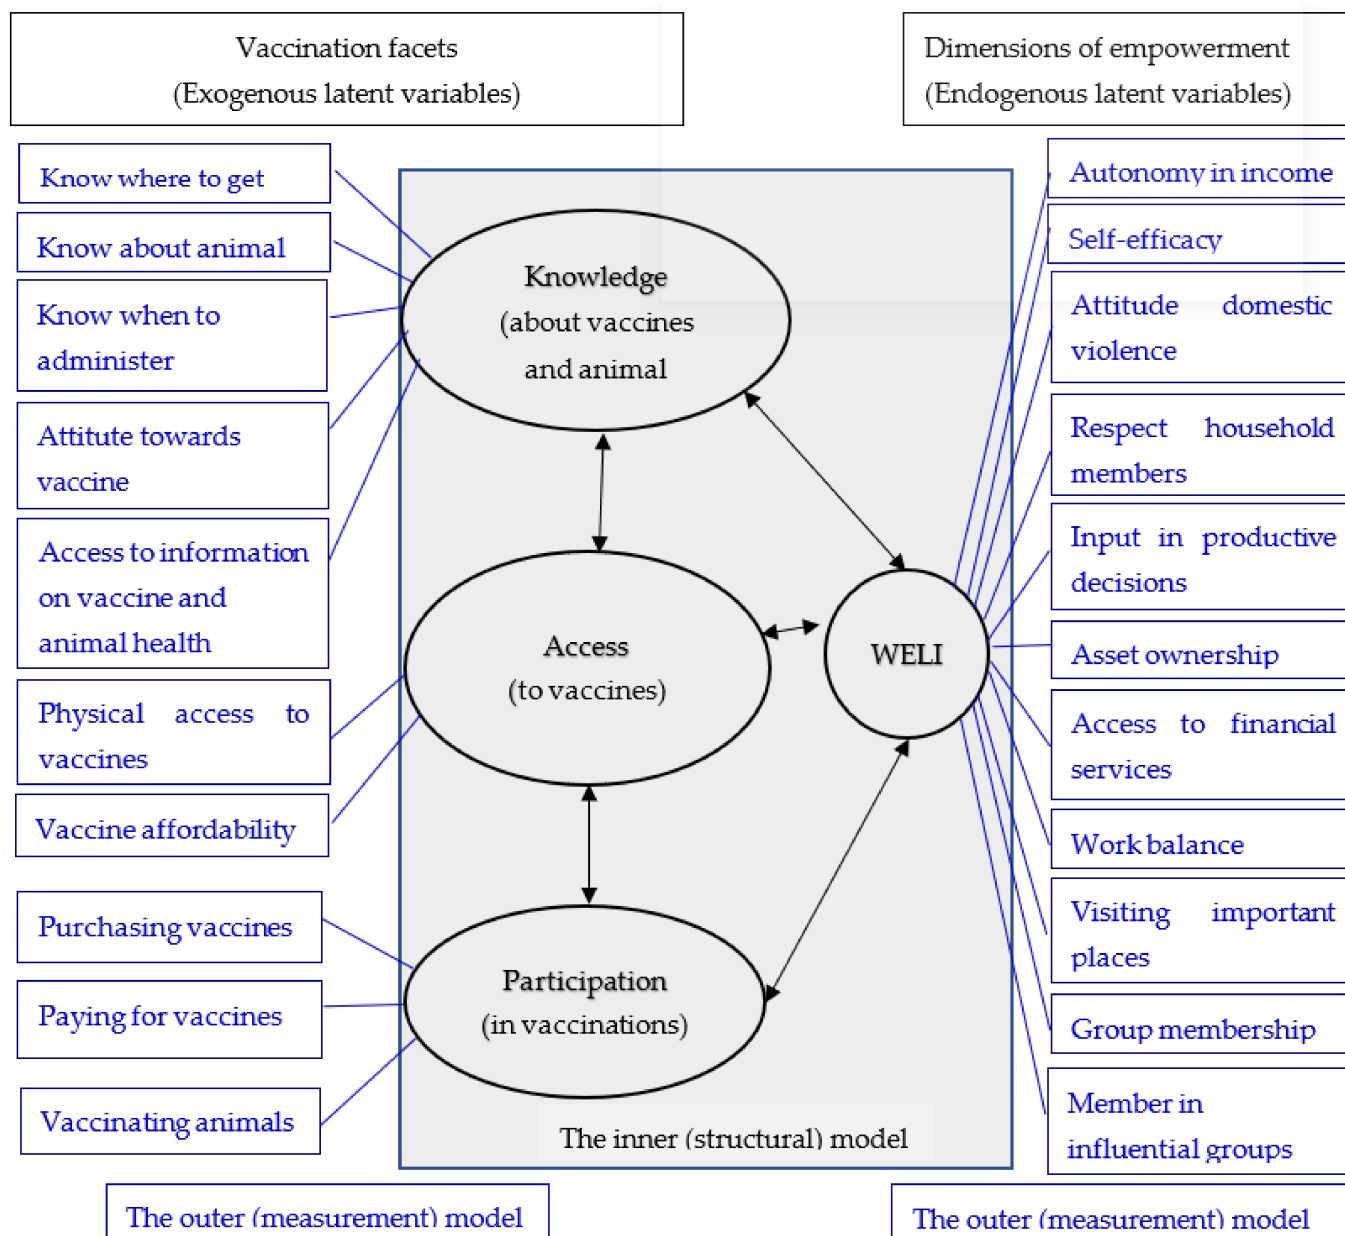 Vaccination facets
(Exogenous latent variables)
Dimensions of empowerment
(Endogenous latent variables)
Know where to get
Know about animal
Know when to
administer
Attitute towards
vaccine
Access to information
on vaccine and
animal health
Physical access to
vaccines
Vaccine affordability
Purchasing vaccines
Paying for vaccines
Vaccinating animals
The outer (measurement) model
Knowledge
(about vaccines
and animal
Access
(to vaccines)
Participation
(in vaccinations)
WELI
The inner (structural) model
Autonomy in income
Self-efficacy
Attitude domestic
violence
Respect household
members
Input in productive
decisions
Asset ownership
Access to financial
services
Work balance
Visiting important
places
Group membership
Member in
influential groups
The outer (measurement) model